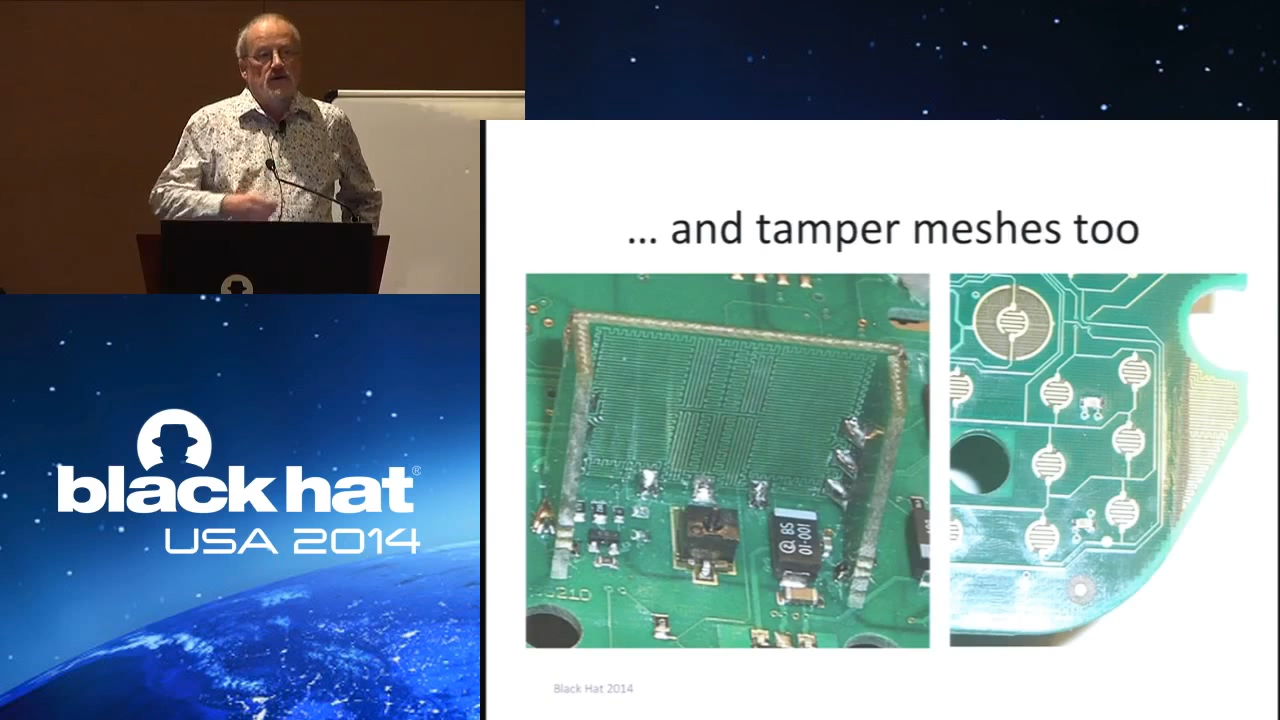 ... and tamper meshes too
black hat®
USA 2014
Black Hat 2014